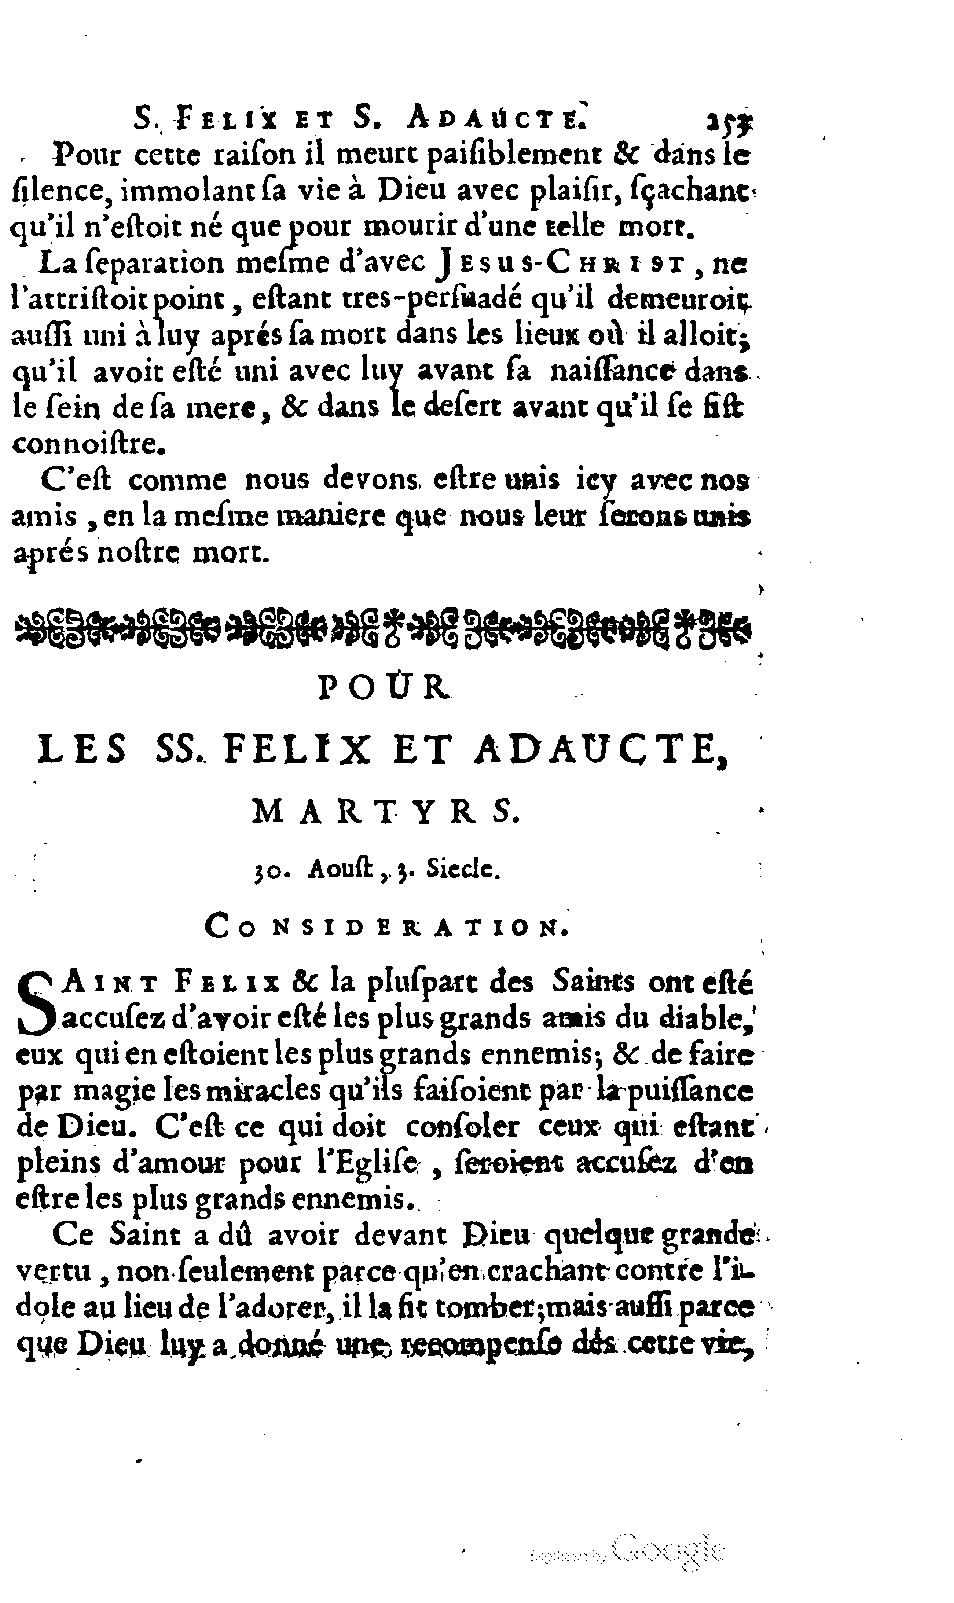 S. FELIX ET S. ADAUCTE. 253
Pour cette raiſon il meurt paiſiblement & dans le
ſilence, immolant ſa vie à Dieu avec plaiſir, ſçachant
qu'il n'eſtoit né que pour mourir d'une telle mort.
La ſeparation meſme d'avec JESUS-CHRIST, ne
l'attriſtoit point, eſtant tres-perſuadé qu'il demeuroit
auſſi uni à luy aprés ſa mort dans les lieux où il alloit;
qu'il avoit eſté uni avec luy avant ſa naiſſance dans
le ſein de ſa mere, & dans le deſert avant qu'il ſe fiſt
connoiſtre.
C'eſt comme nous devons eſtre unis icy avec nos
amis, en la meſme maniere que nous leur ſerons unis
aprés noſtre mort.
POUR
LES SS. FELIX ET ADAUCTE,
MARTYRS.
30. Aouſt, 3. Siecle.
CONSIDERATION.
SAINT FELIX & la pluſpart des Saints ont eſté
accuſez d'avoir eſté les plus grands amis du diable,
eux qui en eſtoient les plus grands ennemis; & de faire
par magie les miracles qu'ils faiſoient par la puiſſance
de Dieu. C'eſt ce qui doit conſoler ceux qui eſtant
pleins d'amour pour l'Egliſe, ſeroient accuſez d'en
eſtre les plus grands ennemis.
Ce Saint a dû avoir devant Dieu quelque grande
vertu, non ſeulement parce qu'en crachant contre l'i-
dole au lieu de l'adorer, il la fit tomber; mais auſſi parce
que Dieu luy a donné une recompenſe dés cette vie,
Google